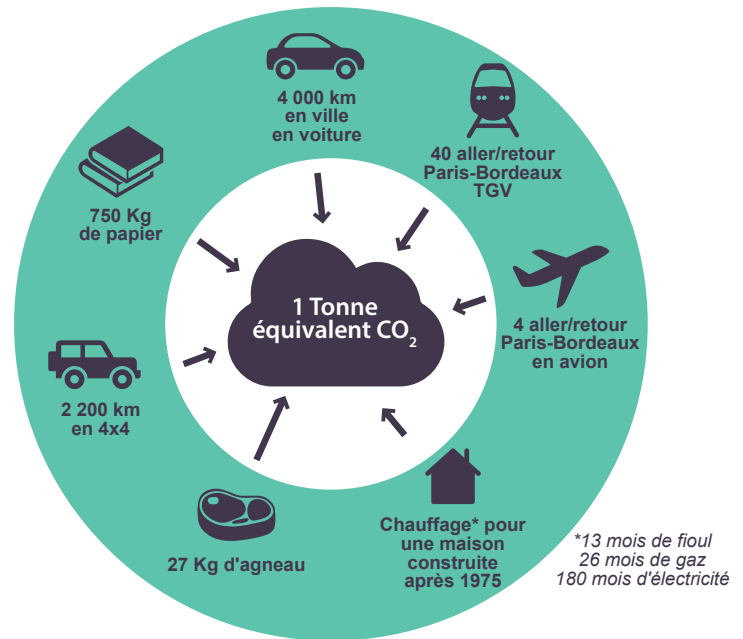 4 000 km
en ville
en voiture
40 aller/retour
Paris-Bordeaux
TGV
4 aller/retour
Paris-Bordeaux
en avion
Chauffage* pour
une maison
construite
après 1975
*13 mois de fioul
26 mois de gaz
180 mois d'électricité
27 Kg d'agneau
2 200 km
en 4x4
750 Kg
de papier
1 Tonne
équivalent CO₂